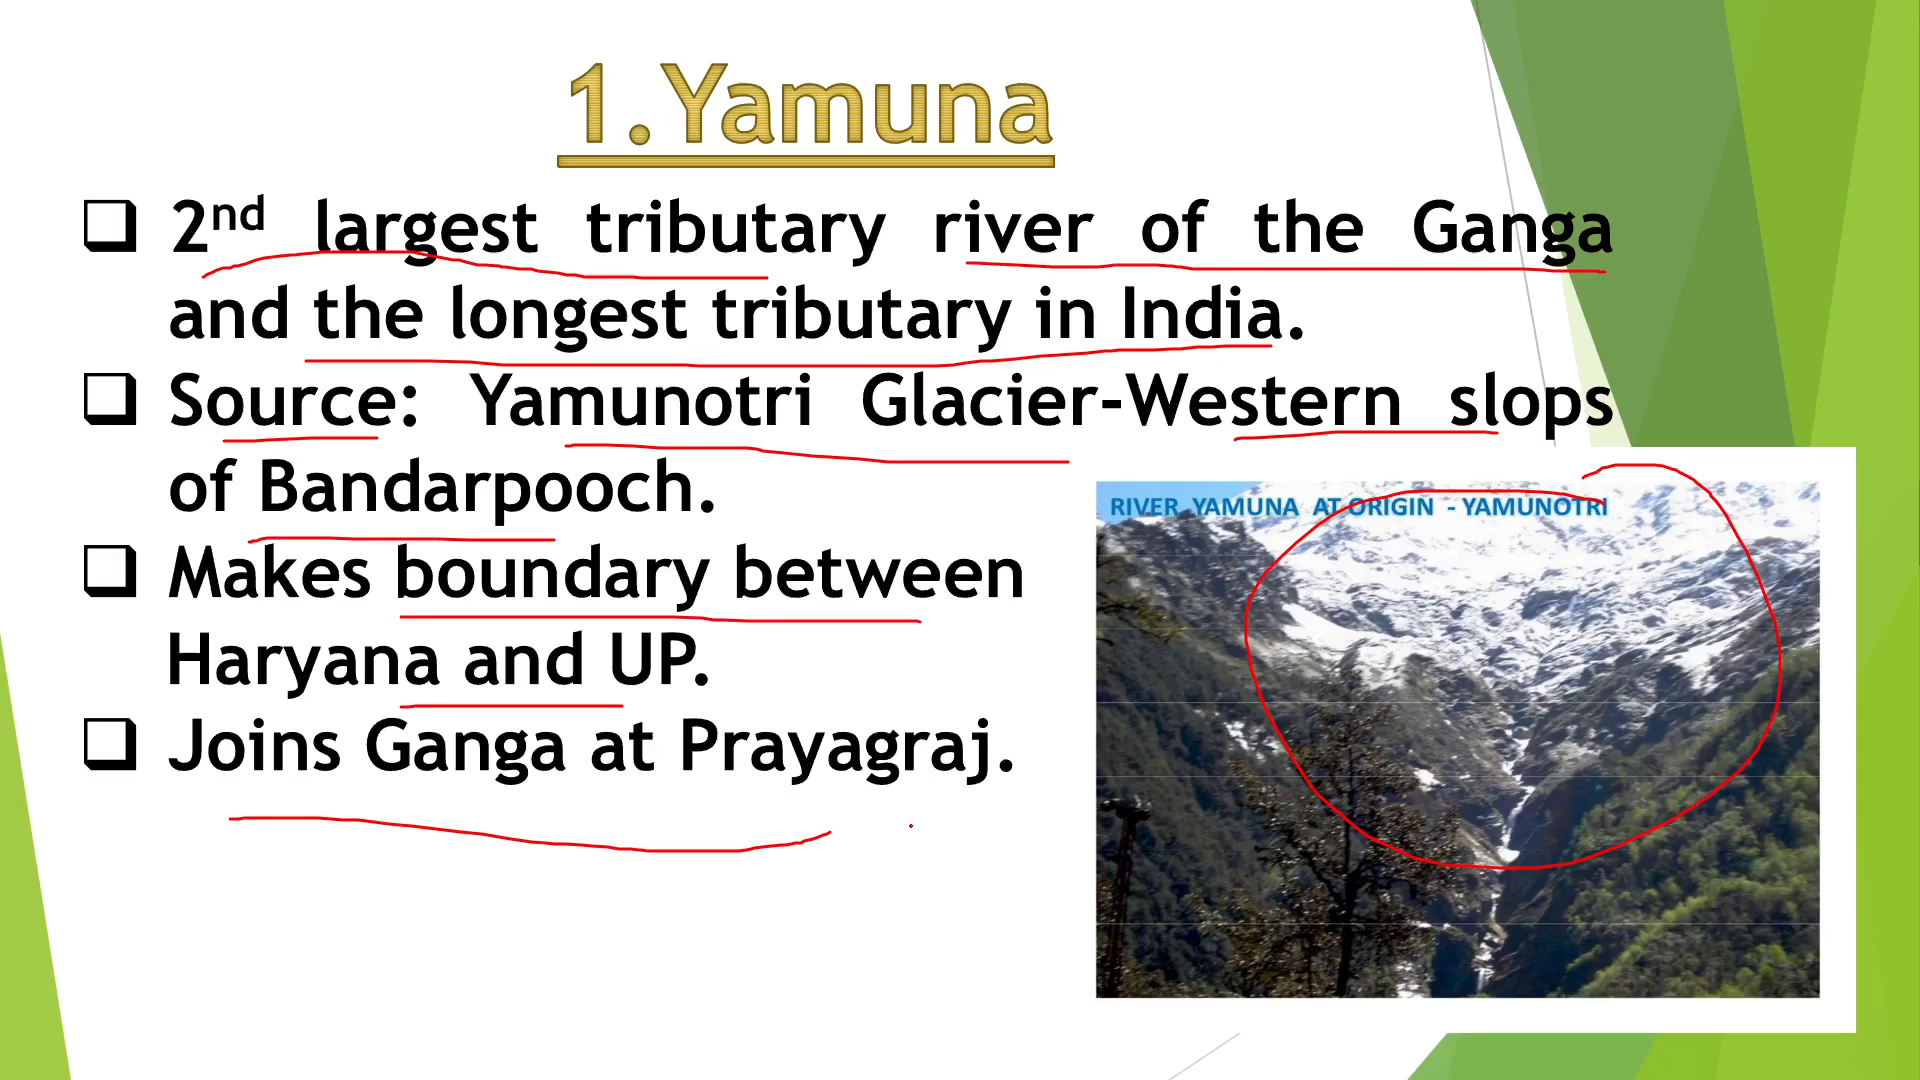 1.Yamuna
❑ 2nd largest tributary river of the Ganga
and the longest tributary in India.
❑ Source: Yamunotri Glacier-Western slops
of Bandarpooch.
❑ Makes boundary between
Haryana and UP.
❑ Joins Ganga at Prayagraj.
RIVER YAMUNA AT ORIGIN - YAMUNOTRI